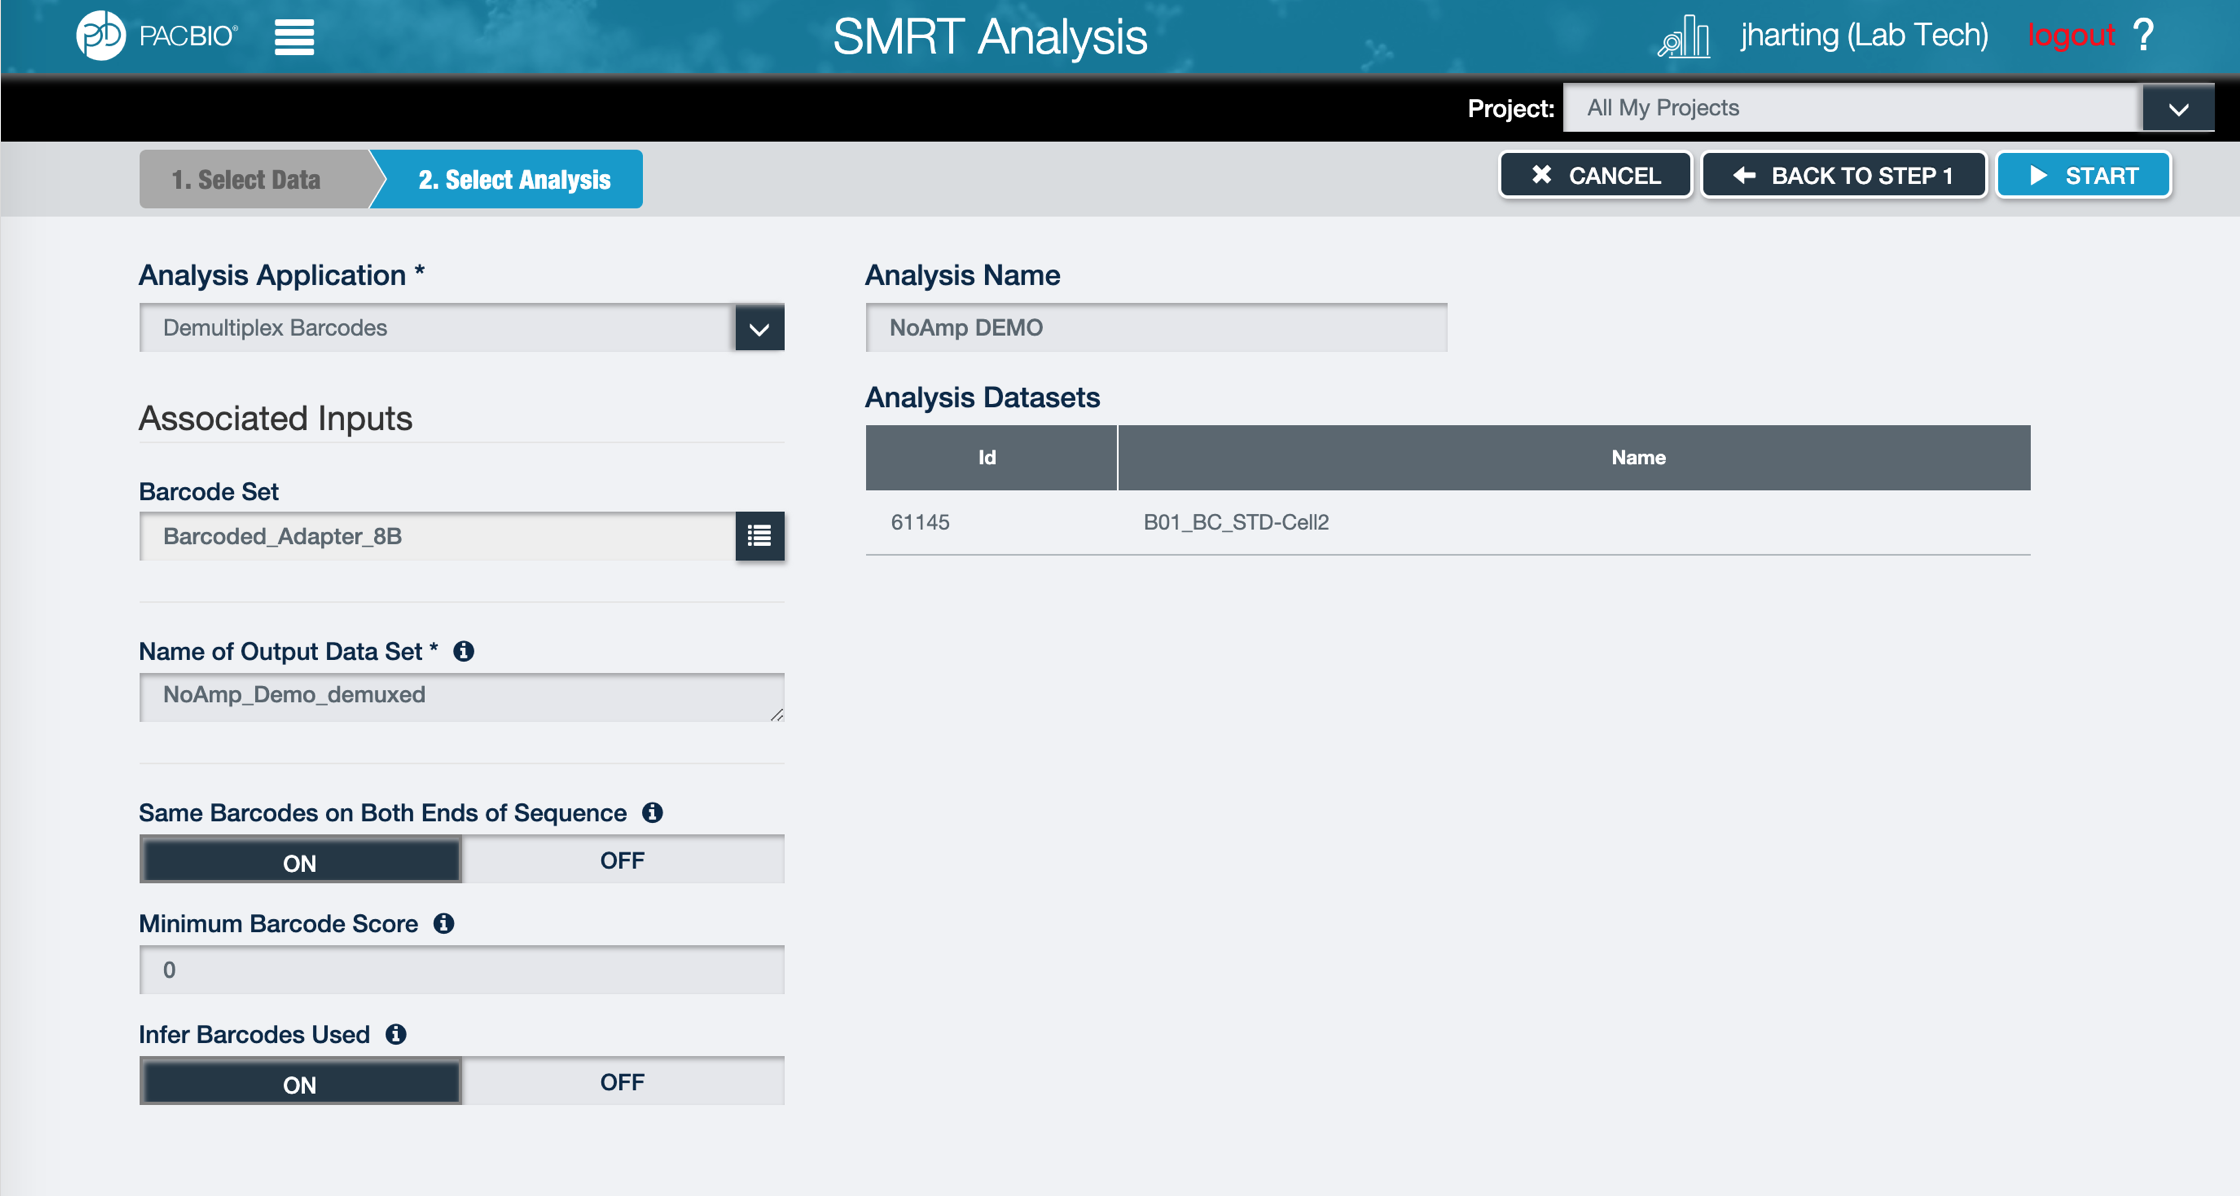 PACBIO®
SMRT Analysis
jharting (Lab Tech)
logout ?
Project:
All My Projects
1. Select Data
2. Select Analysis
CANCEL
BACK TO STEP 1
START
Analysis Application *
Demultiplex Barcodes
Associated Inputs
Barcode Set
Barcoded_Adapter_8B
Name of Output Data Set *
NoAmp_Demo_demuxed
Same Barcodes on Both Ends of Sequence
ON OFF
Minimum Barcode Score
0
Infer Barcodes Used
ON OFF
Analysis Name
NoAmp DEMO
Analysis Datasets
Id Name
61145 B01_BC_STD-Cell2